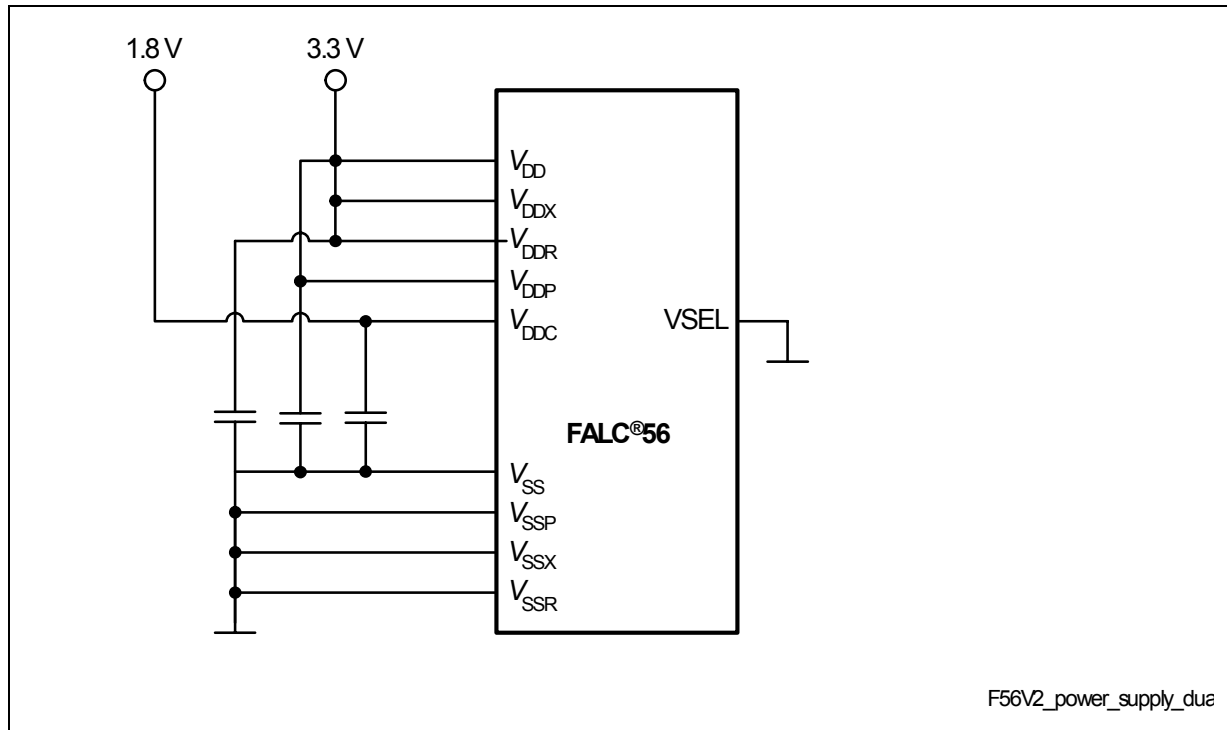 1.8 V 3.3 V
VDD
VDDX
VDDR
VDDP
VDDC VSEL
FALC®56
VSS
VSSP
VSSX
VSSR
F56V2_power_supply_dua